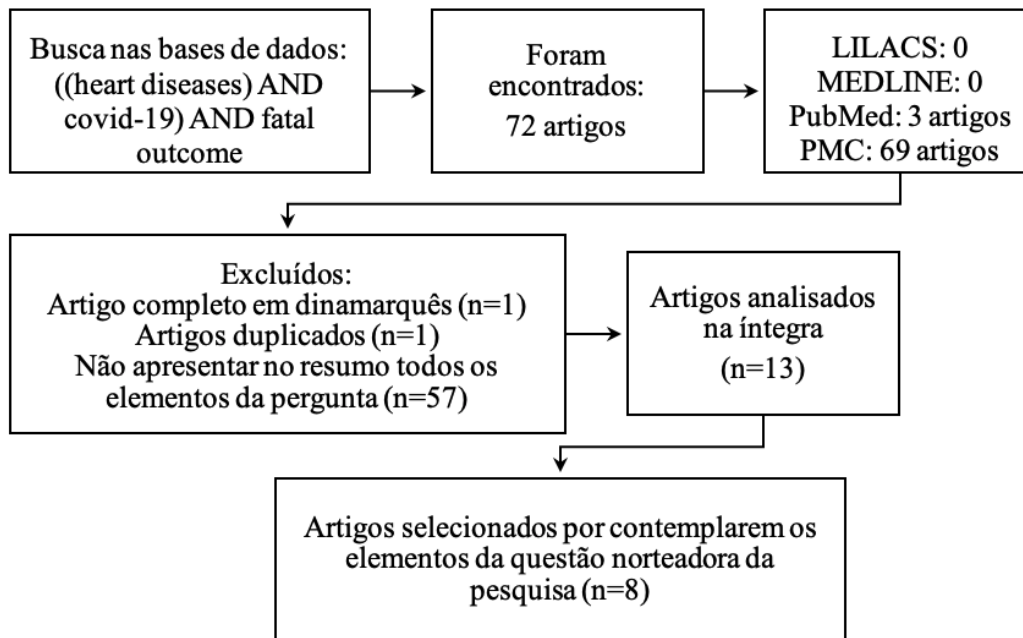 Busca nas bases de dados:
((heart diseases) AND
covid-19) AND fatal
outcome
Foram
encontrados:
72 artigos
LILACS: 0
MEDLINE: 0
PubMed: 3 artigos
PMC: 69 artigos
Excluídos:
Artigo completo em dinamarquês (n=1)
Artigos duplicados (n=1)
Não apresentar no resumo todos os
elementos da pergunta (n=57)
Artigos analisados
na íntegra
(n=13)
Artigos selecionados por contemplarem os
elementos da questão norteadora da
pesquisa (n=8)